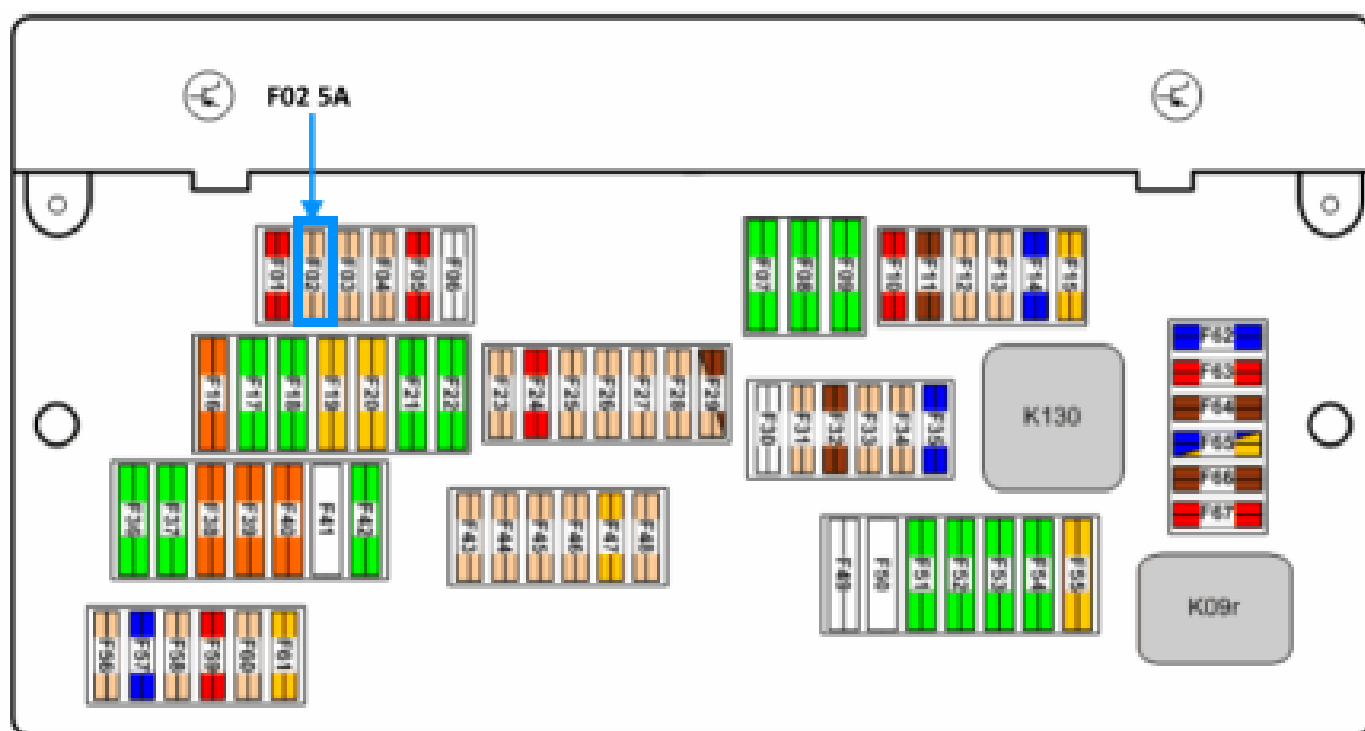 F02 5A
F01 F02 F03 F04 F05 F06
F07 F08 F09
F10 F11 F12 F13 F14 F15
F16 F17 F18 F19 F20 F21 F22
F23 F24 F25 F26 F27 F28 F29
F30 F31 F32 F33 F34 F35
K130
F62
F63
F64
F65
F66
F67
F36 F37 F38 F39 F40 F41 F42
F43 F44 F45 F46 F47 F48
F49 F50 F51 F52 F53 F54 F55
K09r
F56 F57 F58 F59 F60 F61